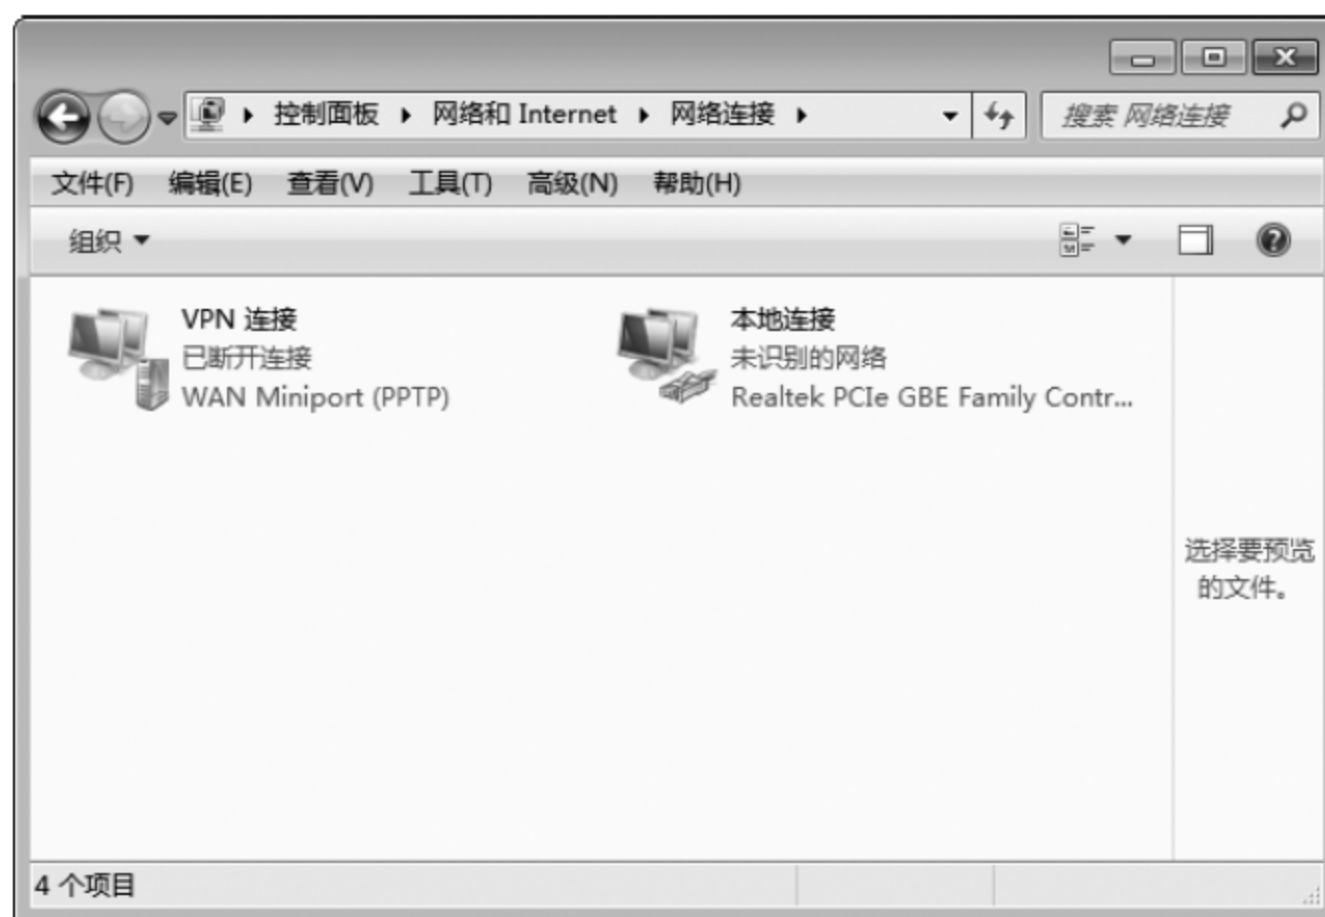 控制面板 网络和 Internet 网络连接 搜索 网络连接
文件(F) 编辑(E) 查看(V) 工具(T) 高级(N) 帮助(H)
组织
VPN 连接
已断开连接
WAN Miniport (PPTP)
本地连接
未识别的网络
Realtek PCIe GBE Family Contr...
选择要预览
的文件。
4 个项目